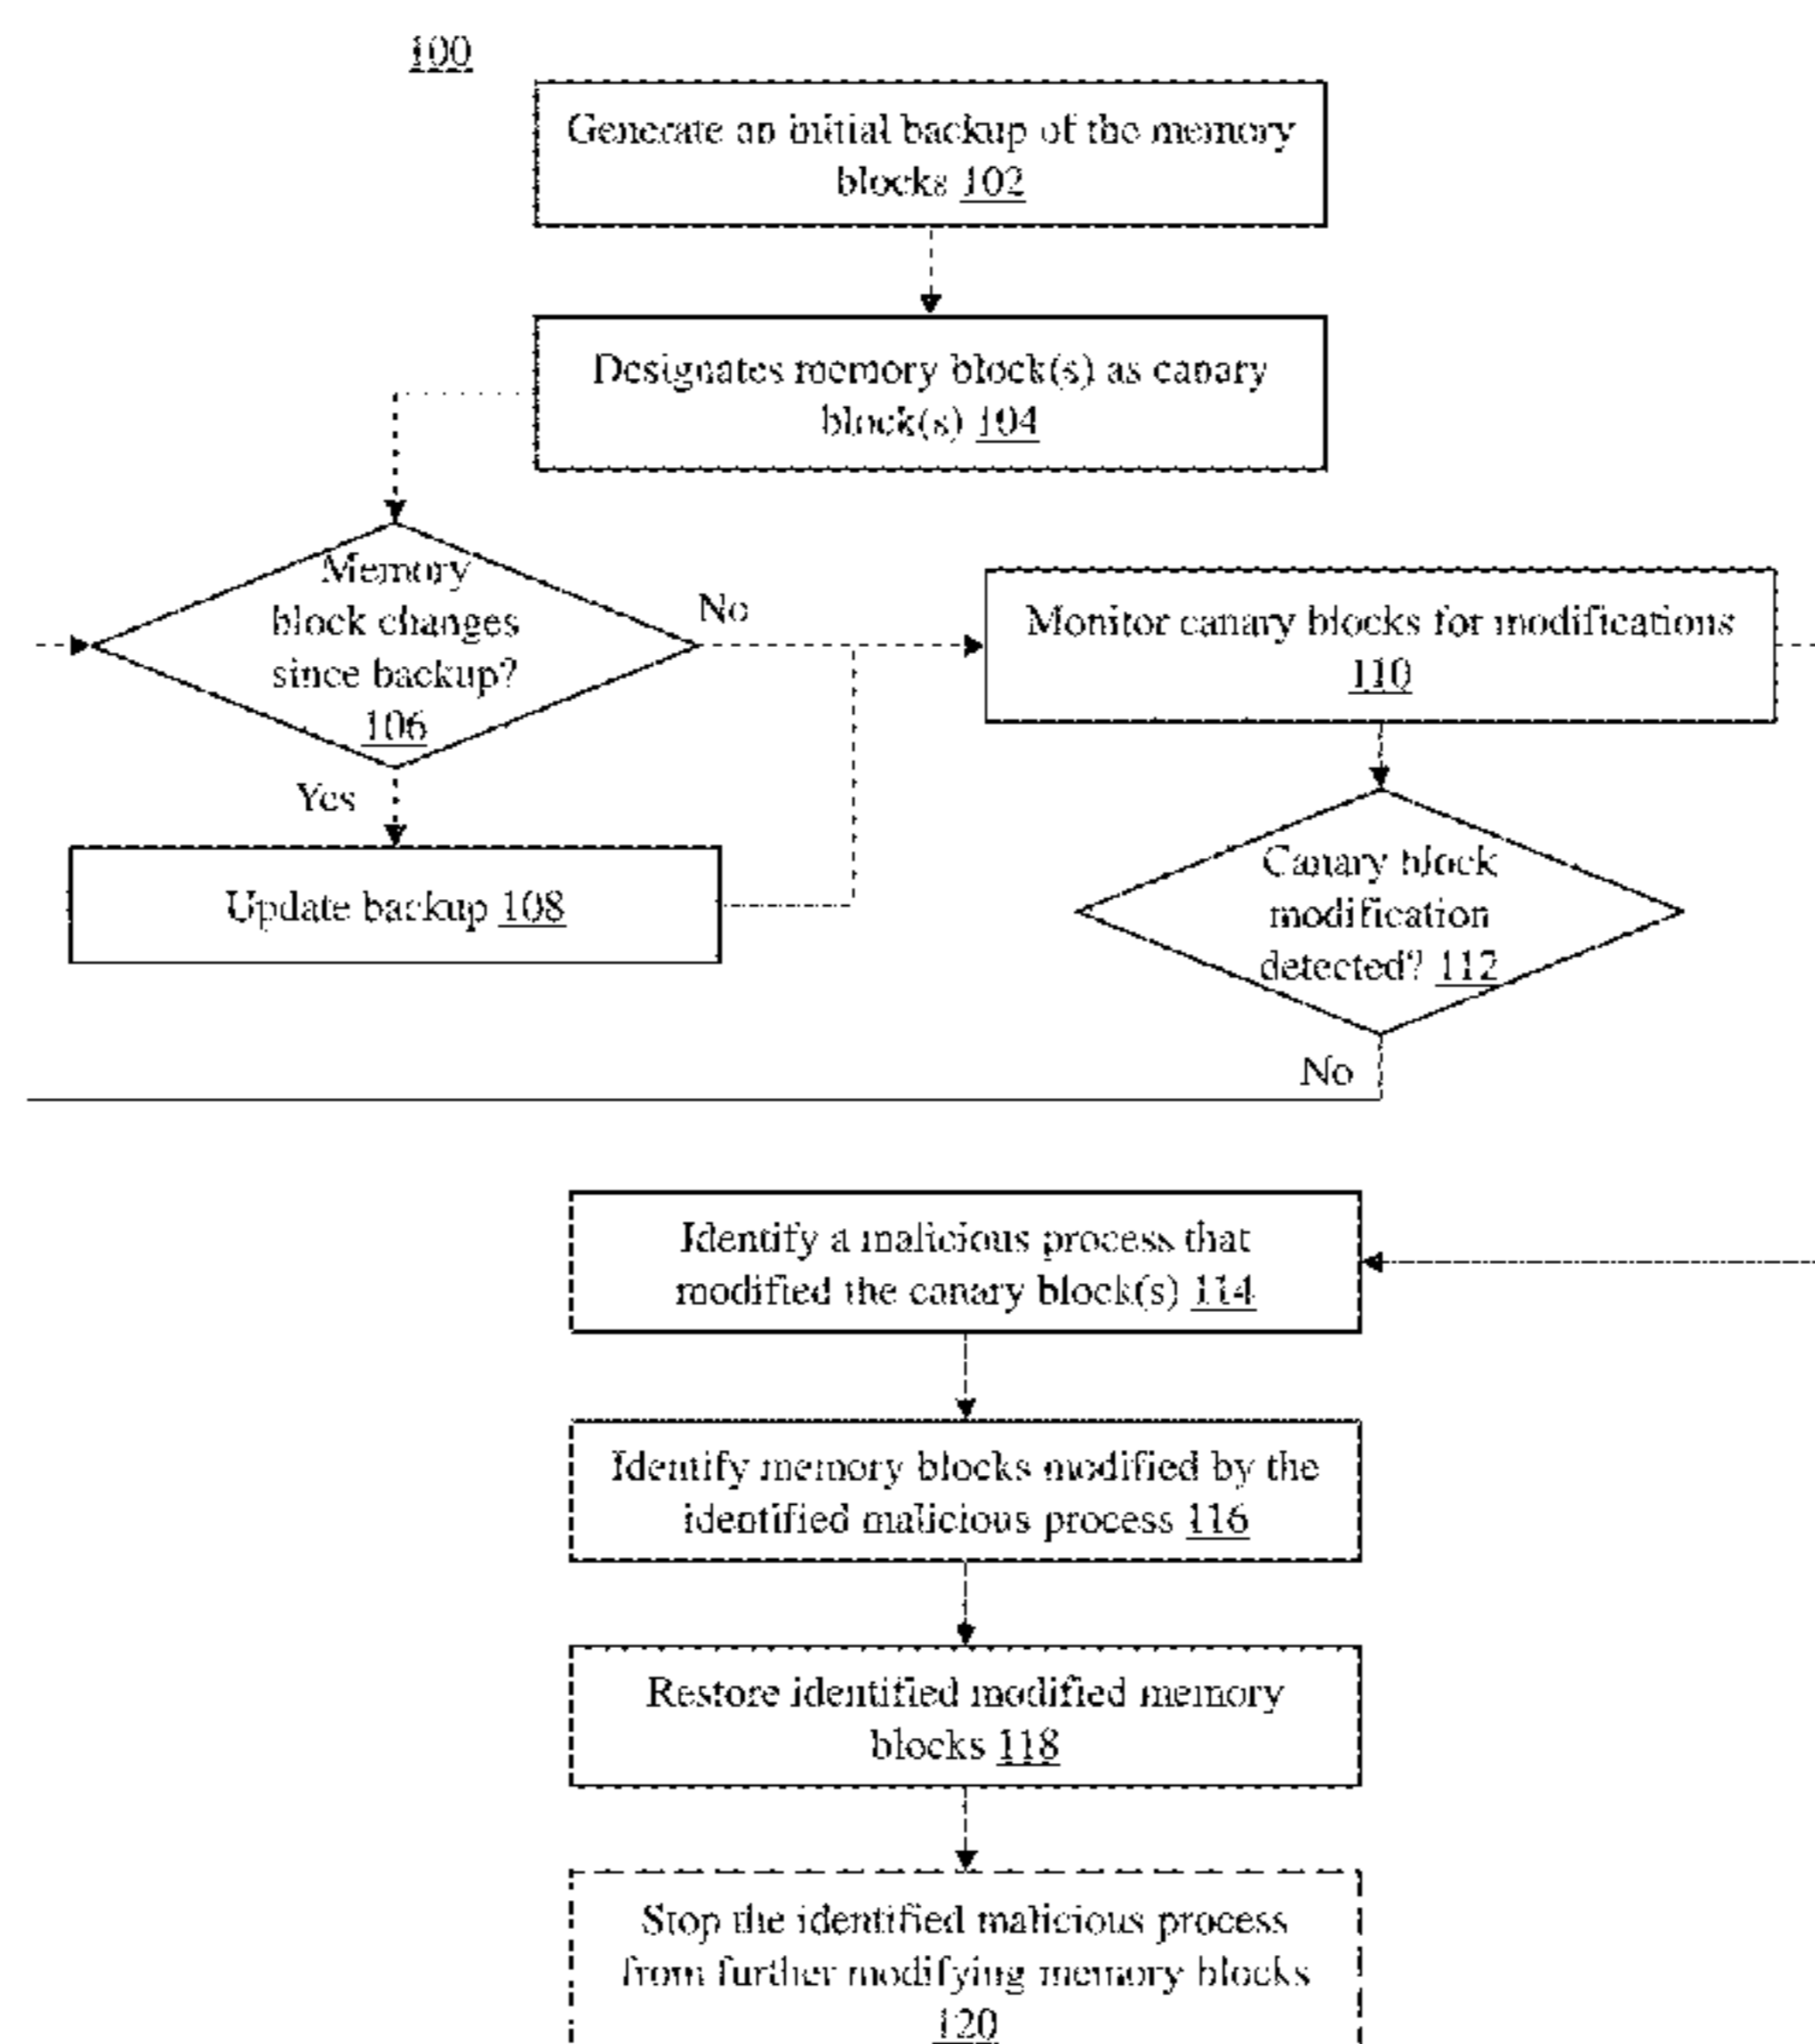 100
Generate an initial backup of the memory
blocks 102
Designates memory block(s) as canary
block(s) 104
Memory
block changes
since backup?
106
No
Yes
Update backup 108
Monitor canary blocks for modifications
110
Canary block
modification
detected? 112
No
Identify a malicious process that
modified the canary block(s) 114
Identify memory blocks modified by the
identified malicious process 116
Restore identified modified memory
blocks 118
Stop the identified malicious process
from further modifying memory blocks
120